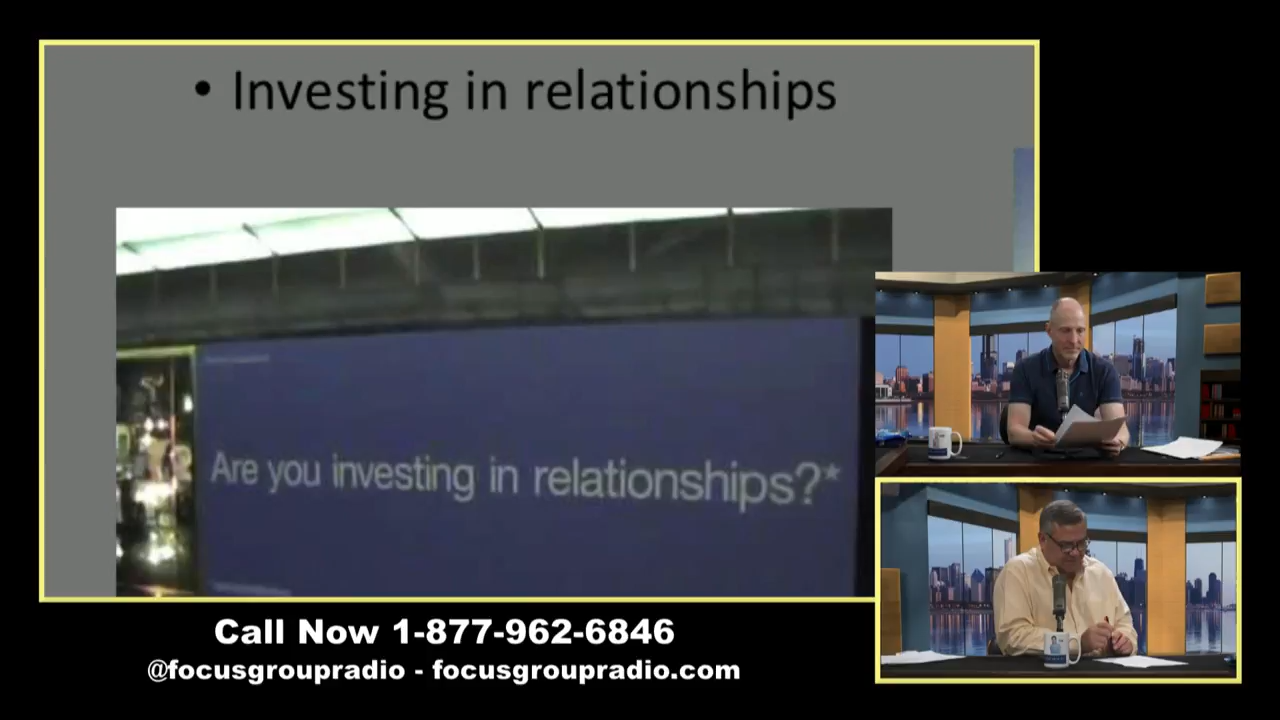 • Investing in relationships
Are you investing in relationships?*
Call Now 1-877-962-6846
@focusgroupradio - focusgroupradio.com